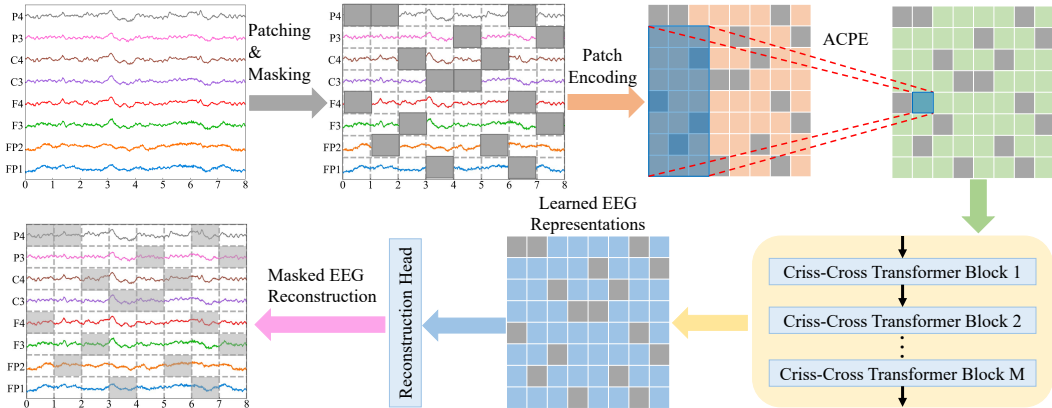 P4
P3
C4
C3
F4
F3
FP2
FP1
0 1 2 3 4 5 6 7 8
Patching
&
Masking
P4
P3
C4
C3
F4
F3
FP2
FP1
0 1 2 3 4 5 6 7 8
Patch
Encoding
ACPE
P4
P3
C4
C3
F4
F3
FP2
FP1
0 1 2 3 4 5 6 7 8
Masked EEG
Reconstruction
Reconstruction Head
Learned EEG
Representations
Criss-Cross Transformer Block 1
Criss-Cross Transformer Block 2
Criss-Cross Transformer Block M